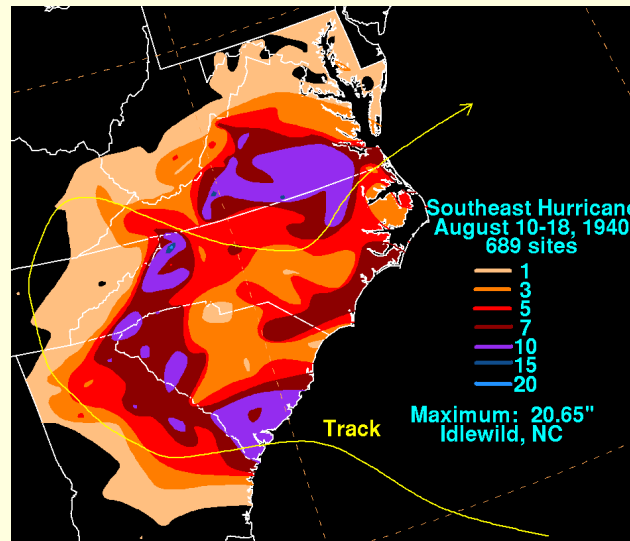 Southeast Hurricane
August 10-18, 1940
689 sites
1
3
5
7
10
15
20
Maximum: 20.65"
Idlewild, NC
Track